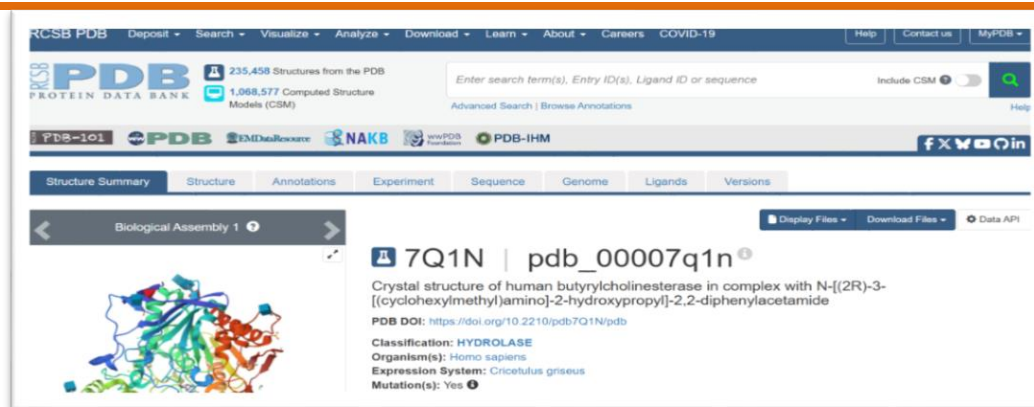 RCSB PDB Deposit Search Visualize Analyze Download Learn About Careers COVID-19 Help Contact us MyPDB
RCSB PDB
PROTEIN DATA BANK
235,458 Structures from the PDB
1,068,577 Computed Structure
Models (CSM)
Enter search term(s), Entry ID(s), Ligand ID or sequence
Include CSM
Advanced Search | Browse Annotations
Help
PDB-101 PDB EMDataResource NAKB wwPDB Foundation PDB-IHM
Structure Summary Structure Annotations Experiment Sequence Genome Ligands Versions
Biological Assembly 1
Display Files Download Files Data API
7Q1N | pdb_00007q1n
Crystal structure of human butyrylcholinesterase in complex with N-[(2R)-3-
[(cyclohexylmethyl)amino]-2-hydroxypropyl]-2,2-diphenylacetamide
PDB DOI: https://doi.org/10.2210/pdb7Q1N/pdb
Classification: HYDROLASE
Organism(s): Homo sapiens
Expression System: Cricetulus griseus
Mutation(s): Yes